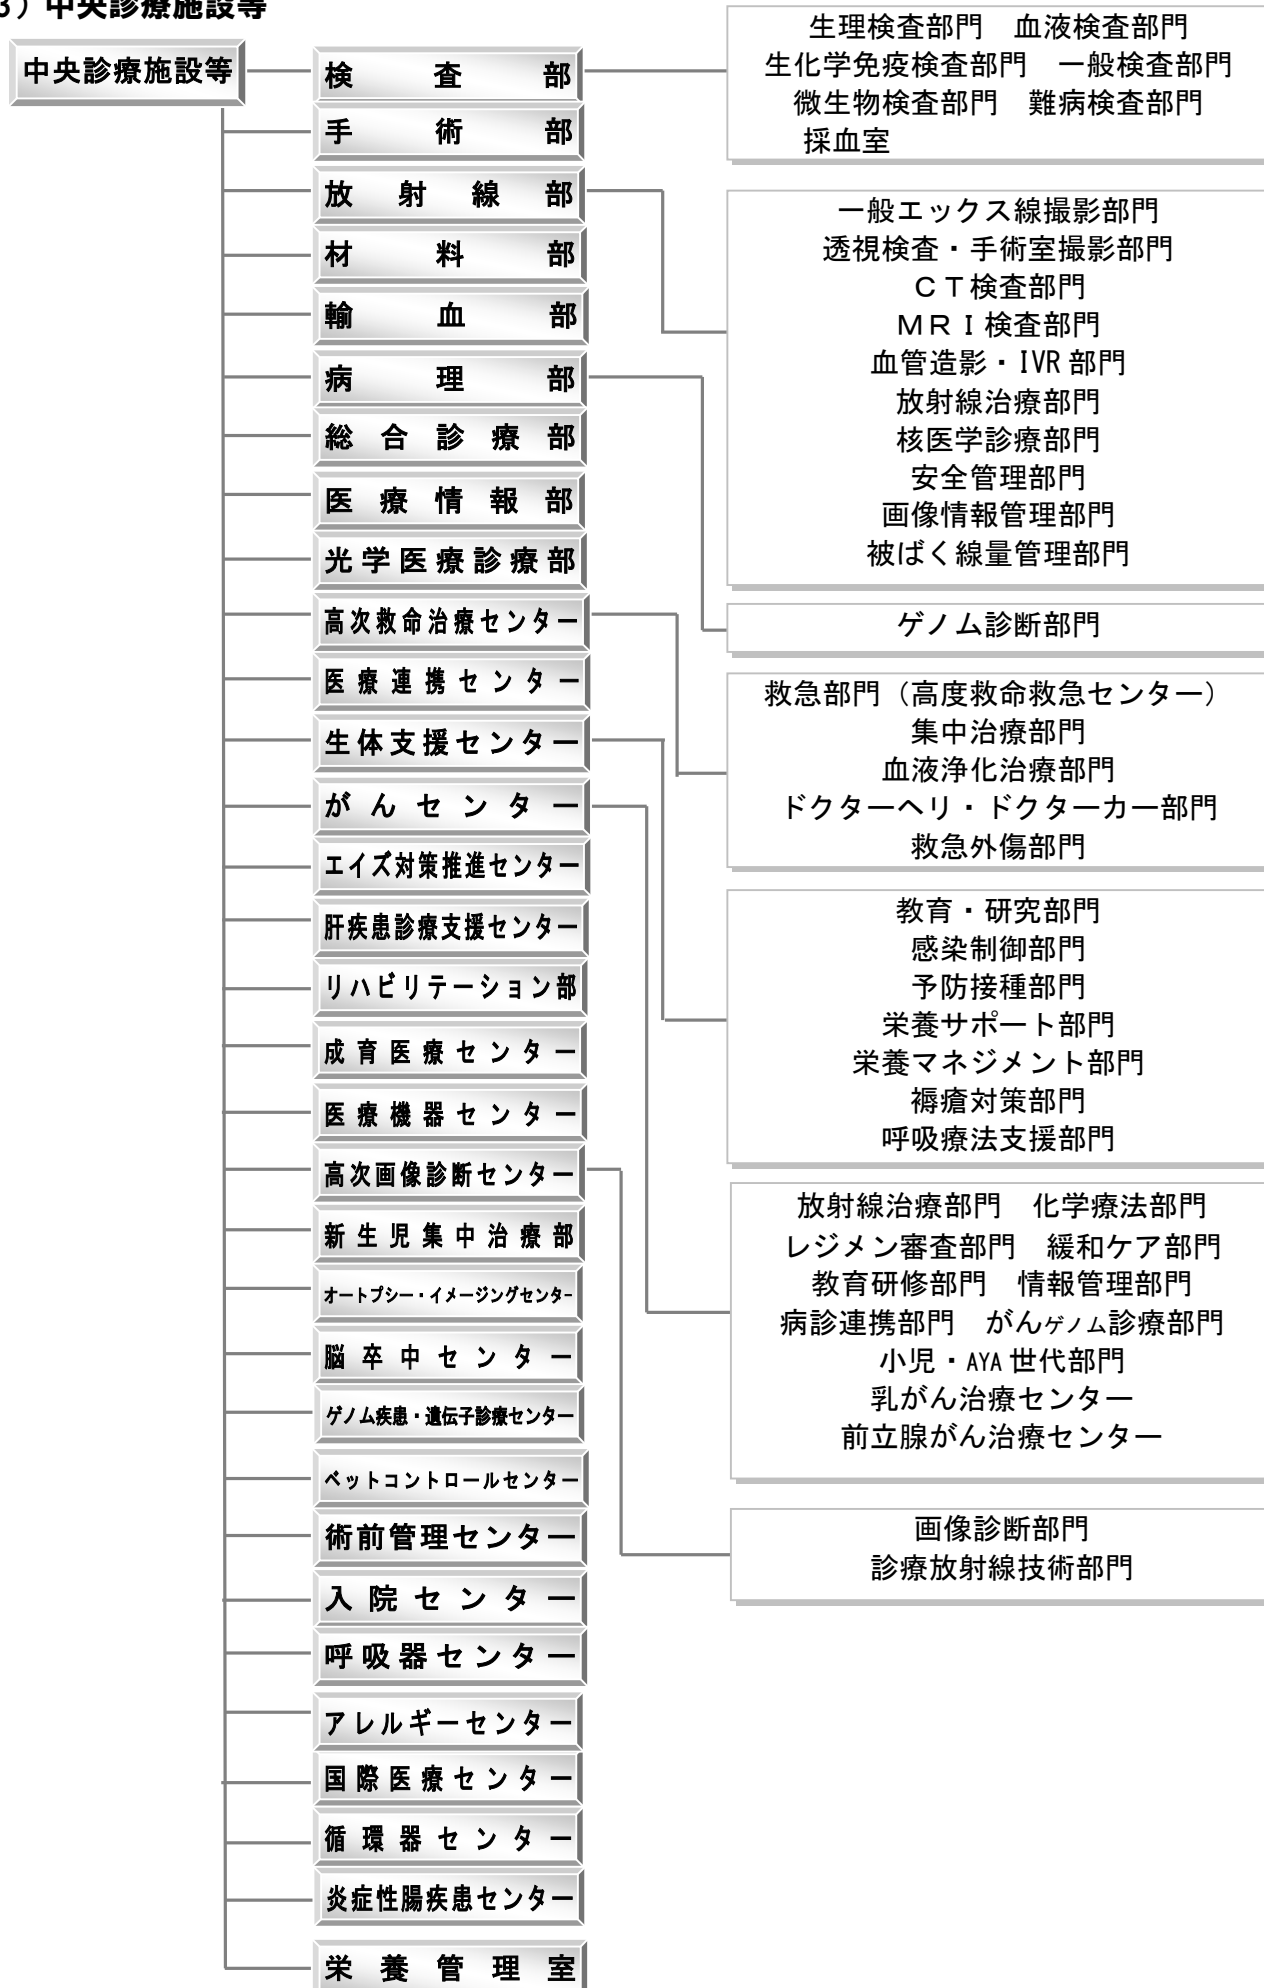 3）中央診療施設等
中央診療施設等
検査部
手術部
放射線部
材料部
輸血部
病理部
総合診療部
医療情報部
光学医療診療部
高次救命治療センター
医療連携センター
生体支援センター
がんセンター
エイズ対策推進センター
肝疾患診療支援センター
リハビリテーション部
成育医療センター
医療機器センター
高次画像診断センター
新生児集中治療部
オートプシー・イメージングセンター
脳卒中センター
ゲノム疾患・遺伝子診療センター
ベットコントロールセンター
術前管理センター
入院センター
呼吸器センター
アレルギーセンター
国際医療センター
循環器センター
炎症性腸疾患センター
栄養管理室
生理検査部門　血液検査部門
生化学免疫検査部門　一般検査部門
微生物検査部門　難病検査部門
採血室
一般エックス線撮影部門
透視検査・手術室撮影部門
ＣＴ検査部門
ＭＲＩ検査部門
血管造影・IVR部門
放射線治療部門
核医学診療部門
安全管理部門
画像情報管理部門
被ばく線量管理部門
ゲノム診断部門
救急部門（高度救命救急センター）
集中治療部門
血液浄化治療部門
ドクターヘリ・ドクターカー部門
救急外傷部門
教育・研究部門
感染制御部門
予防接種部門
栄養サポート部門
栄養マネジメント部門
褥瘡対策部門
呼吸療法支援部門
放射線治療部門　化学療法部門
レジメン審査部門　緩和ケア部門
教育研修部門　情報管理部門
病診連携部門　がんゲノム診療部門
小児・AYA世代部門
乳がん治療センター
前立腺がん治療センター
画像診断部門
診療放射線技術部門